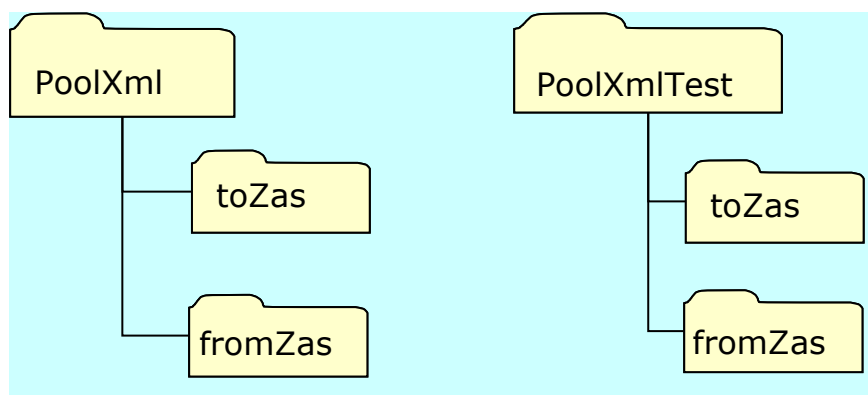 PoolXml
toZas
fromZas
PoolXmlTest
toZas
fromZas